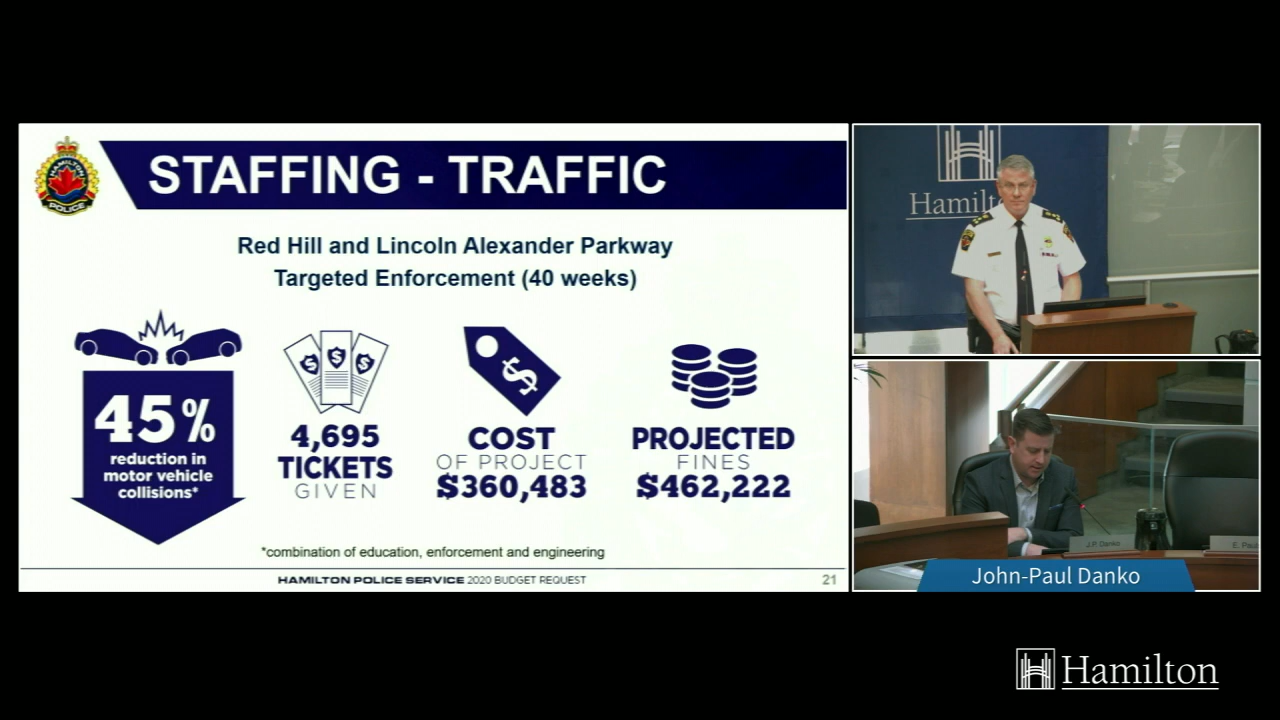 HAMILTON
POLICE
STAFFING - TRAFFIC
Red Hill and Lincoln Alexander Parkway
Targeted Enforcement (40 weeks)
45%
reduction in
motor vehicle
collisions*
4,695
TICKETS
GIVEN
COST
OF PROJECT
$360,483
PROJECTED
FINES
$462,222
*combination of education, enforcement and engineering
HAMILTON POLICE SERVICE 2020 BUDGET REQUEST
21
Hamilt
J.P. Danko
John-Paul Danko
Hamilton